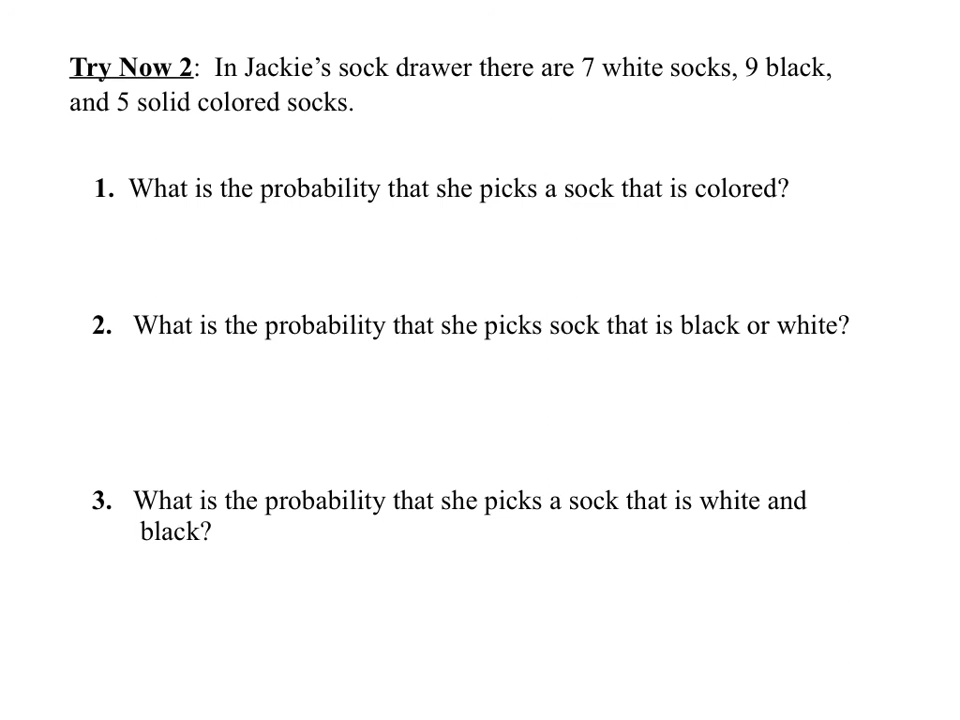 Try Now 2:  In Jackie’s sock drawer there are 7 white socks, 9 black,
and 5 solid colored socks.
1.  What is the probability that she picks a sock that is colored?
2.   What is the probability that she picks sock that is black or white?
3.   What is the probability that she picks a sock that is white and
black?